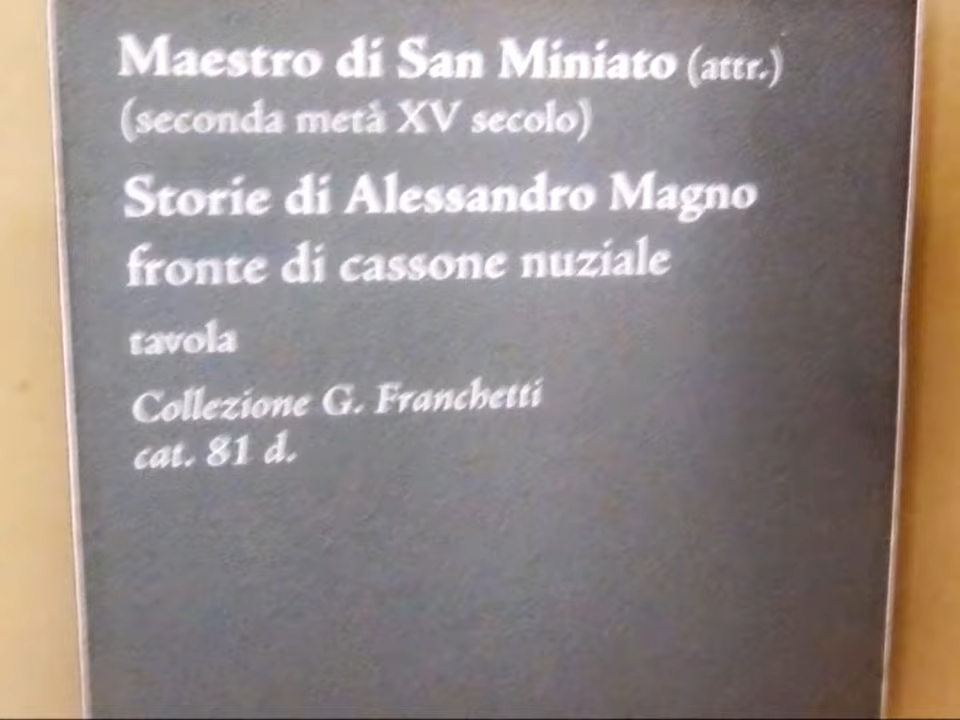 Maestro di San Miniato (attr.)
(seconda metà XV secolo)
Storie di Alessandro Magno
fronte di cassone nuziale
tavola
Collezione G. Franchetti
cat. 81 d.